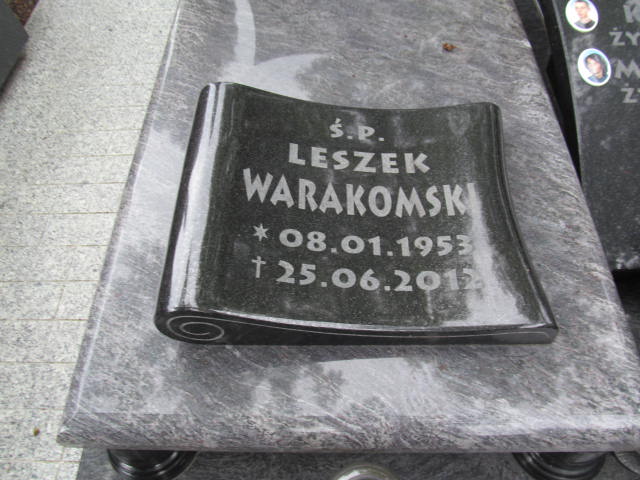 Ś.P.
LESZEK
WARAKOMSKI
* 08.01.1953
† 25.06.2012